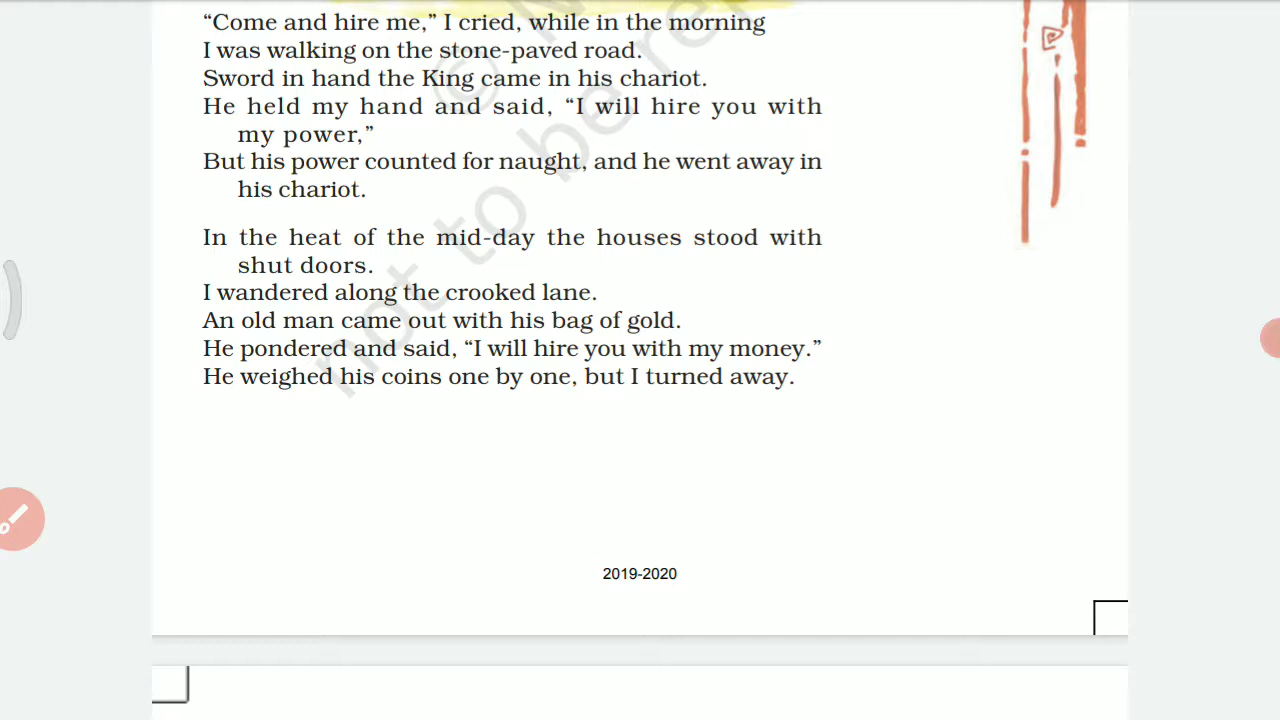 “Come and hire me,” I cried, while in the morning
I was walking on the stone-paved road.
Sword in hand the King came in his chariot.
He held my hand and said, “I will hire you with
my power,”
But his power counted for naught, and he went away in
his chariot.
In the heat of the mid-day the houses stood with
shut doors.
I wandered along the crooked lane.
An old man came out with his bag of gold.
He pondered and said, “I will hire you with my money.”
He weighed his coins one by one, but I turned away.
not to be
2019-2020